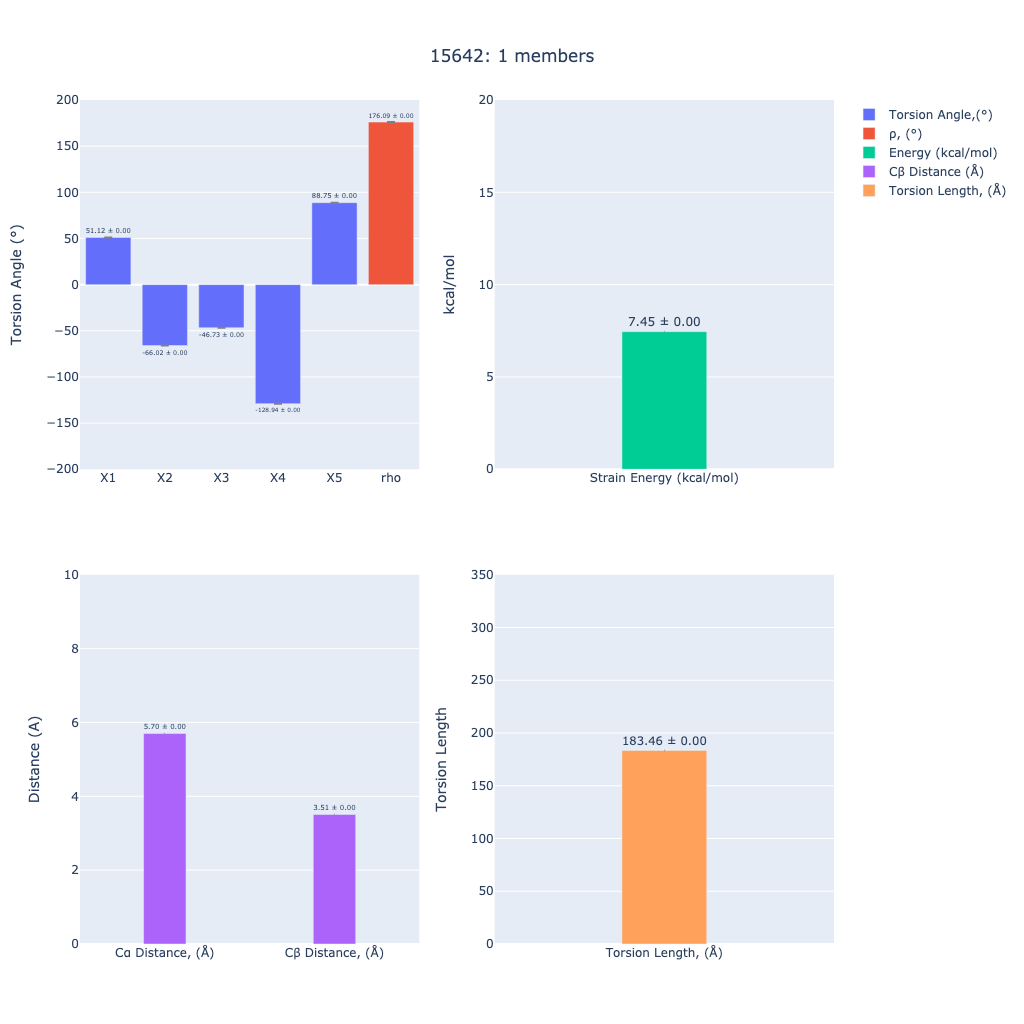 15642: 1 members
Torsion Angle (°)
200
150
100
50
0
−50
−100
−150
−200
51.12 ± 0.00
-66.02 ± 0.00
-46.73 ± 0.00
-128.94 ± 0.00
88.75 ± 0.00
176.09 ± 0.00
X1 X2 X3 X4 X5 rho
kcal/mol
20
15
10
5
0
7.45 ± 0.00
Strain Energy (kcal/mol)
Torsion Angle,(°)
ρ, (°)
Energy (kcal/mol)
Cβ Distance (Å)
Torsion Length, (Å)
Distance (A)
10
8
6
4
2
0
5.70 ± 0.00
3.51 ± 0.00
Cα Distance, (Å) Cβ Distance, (Å)
Torsion Length
350
300
250
200
150
100
50
0
183.46 ± 0.00
Torsion Length, (Å)